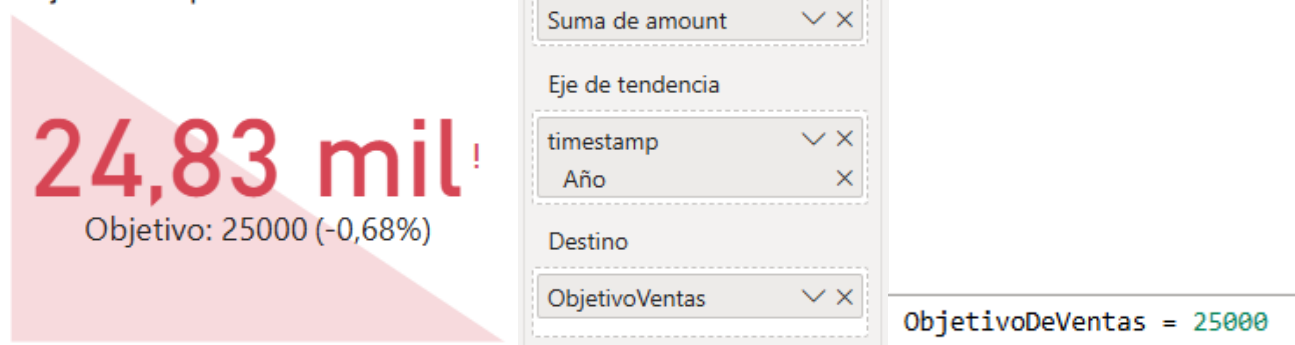 24,83 mil!
Objetivo: 25000 (-0,68%)
Suma de amount
Eje de tendencia
timestamp
Año
Destino
ObjetivoVentas
ObjetivoDeVentas = 25000